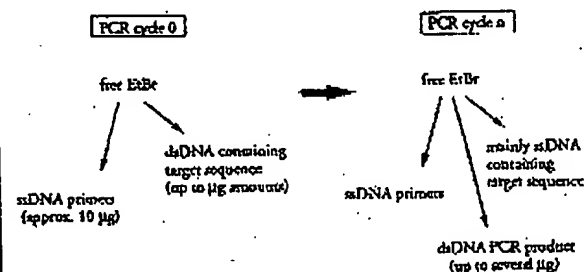 PCR cycle 0
free EtBr
ssDNA primers
(approx. 10 µg)
dsDNA containing
target sequence
(up to µg amounts)
PCR cycle n
free EtBr
ssDNA primers
mainly ssDNA
containing
target sequence
dsDNA PCR product
(up to several µg)